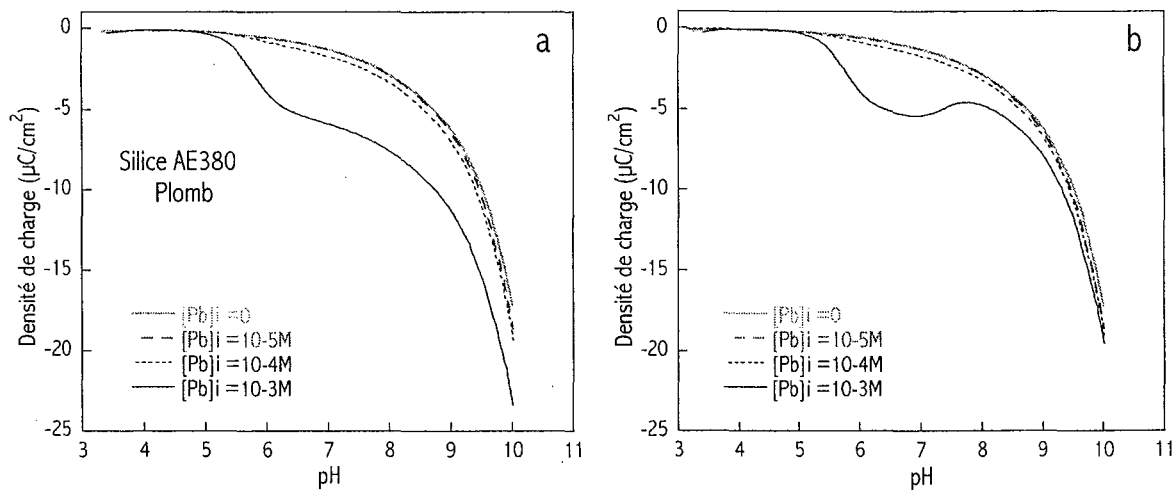 a
0
-5
-10
-15
-20
-25
Densité de charge (µC/cm²)
Silice AE380
Plomb
[Pb]i =0
[Pb]i =10-5M
[Pb]i =10-4M
[Pb]i =10-3M
3 4 5 6 7 8 9 10 11
pH
b
0
-5
-10
-15
-20
-25
Densité de charge (µC/cm²)
[Pb]i =0
[Pb]i =10-5M
[Pb]i =10-4M
[Pb]i =10-3M
3 4 5 6 7 8 9 10 11
pH